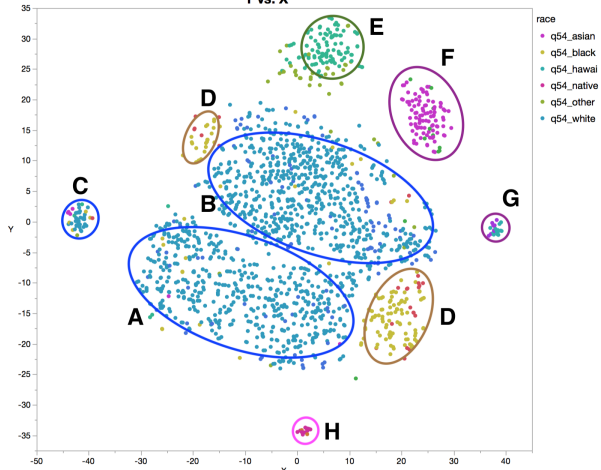 Y vs. X
35
30
25
20
15
10
5
0
-5
-10
-15
-20
-25
-30
-35
Y
-50 -40 -30 -20 -10 0 10 20 30 40
X
E
F
D
C
B
G
A
D
H
race
q54_asian
q54_black
q54_hawai
q54_native
q54_other
q54_white